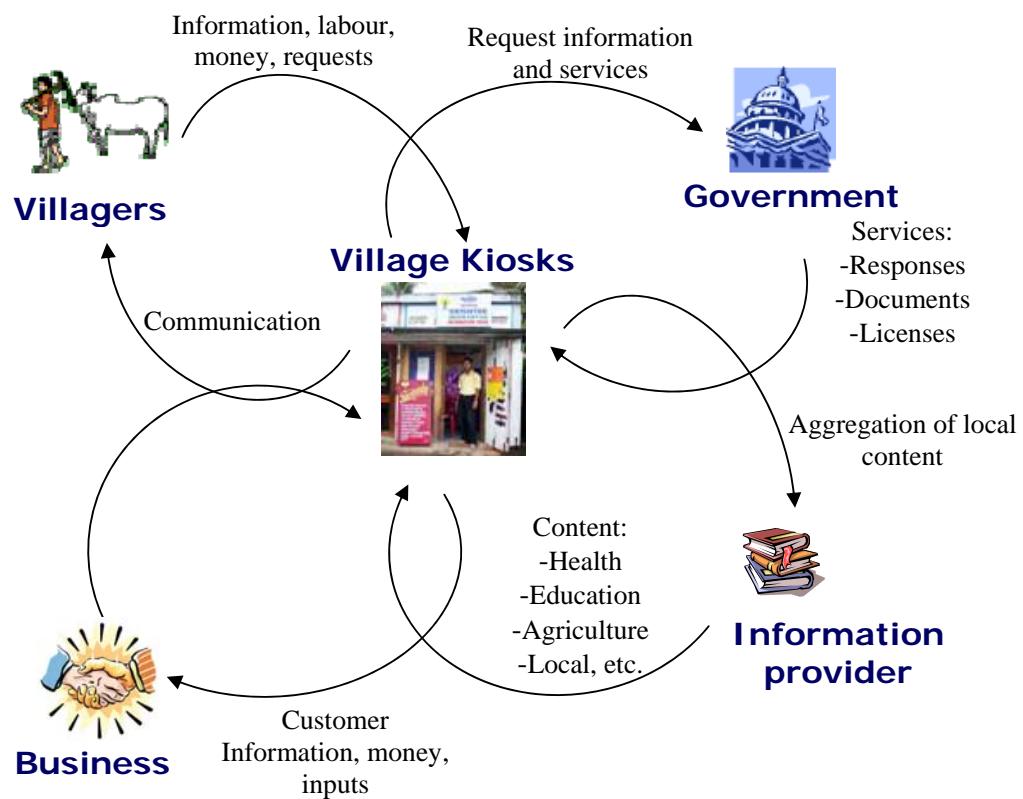 Information, labour,
money, requests
Request information
and services
Villagers
Government
Services:
-Responses
-Documents
-Licenses
Village Kiosks
Communication
Aggregation of local
content
Content:
-Health
-Education
-Agriculture
-Local, etc.
Information
provider
Business
Customer
Information, money,
inputs